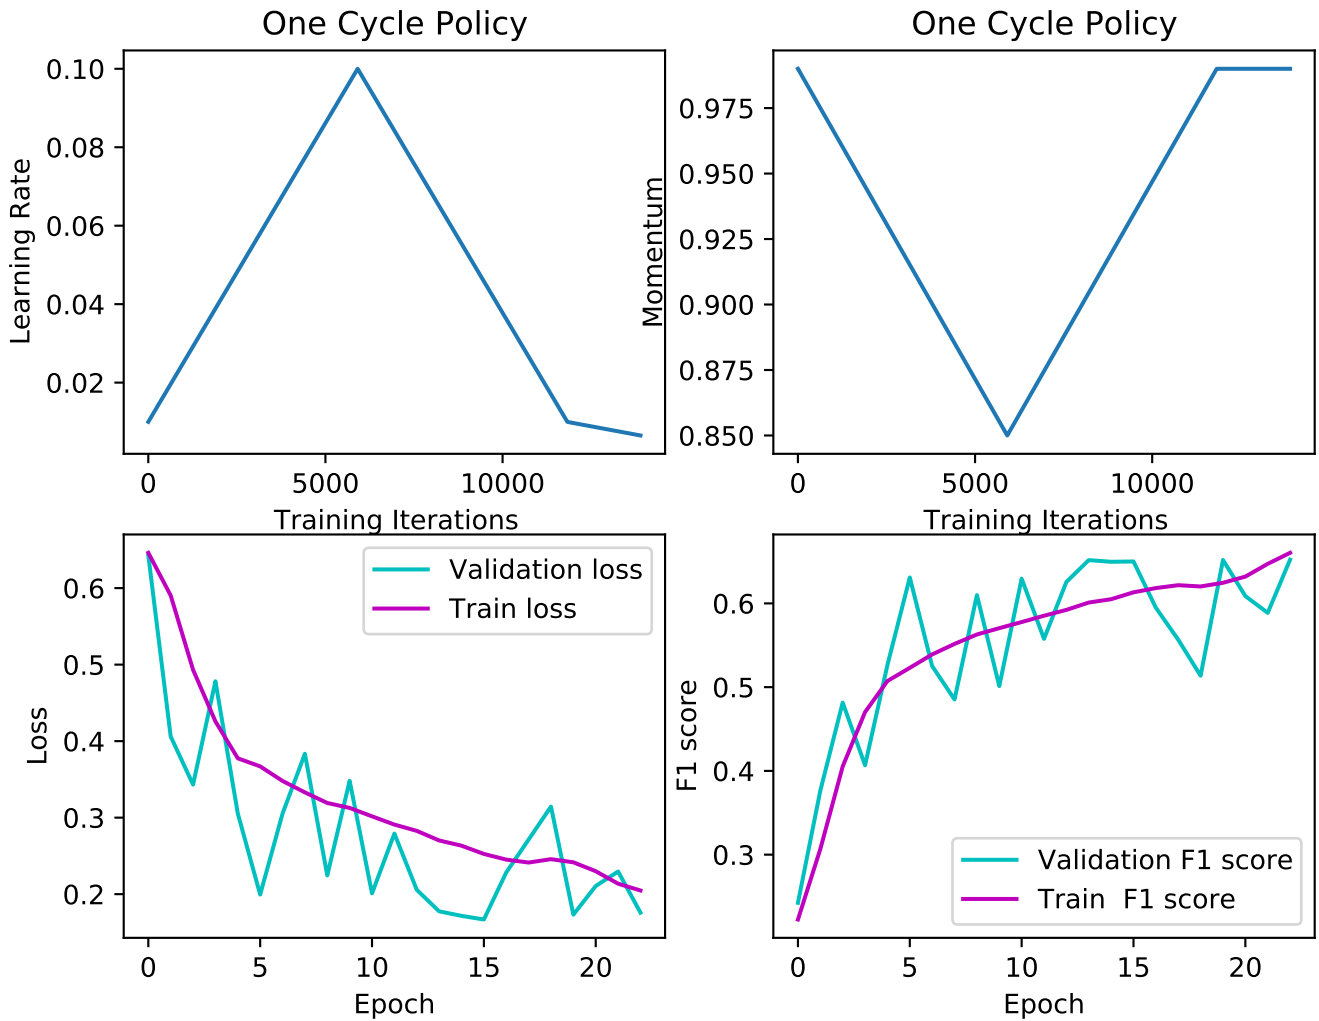 One Cycle Policy
Learning Rate
0.10
0.08
0.06
0.04
0.02
0 5000 10000
Training Iterations
One Cycle Policy
Momentum
0.975
0.950
0.925
0.900
0.875
0.850
0 5000 10000
Training Iterations
Loss
0.6
0.5
0.4
0.3
0.2
Validation loss
Train loss
0 5 10 15 20
Epoch
F1 score
0.6
0.5
0.4
0.3
Validation F1 score
Train  F1 score
0 5 10 15 20
Epoch